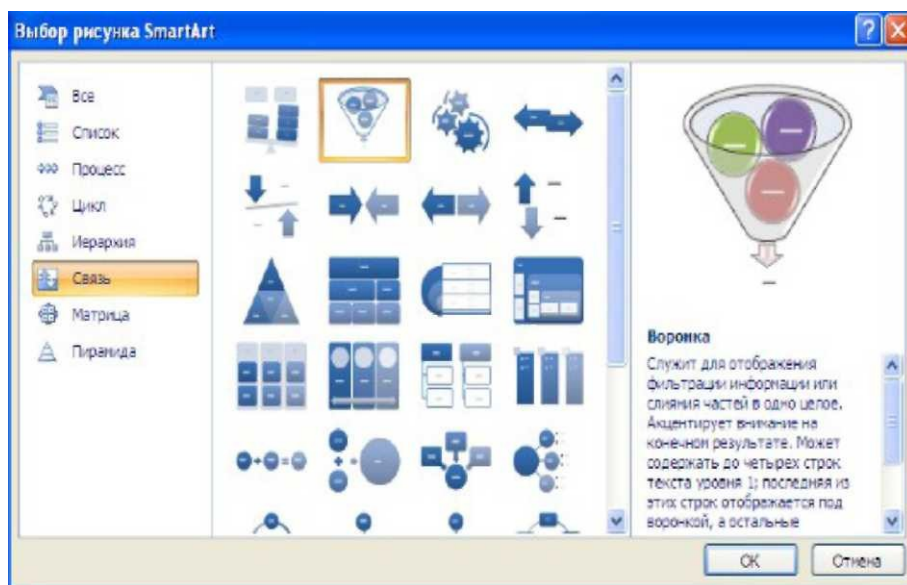 Выбор рисунка SmartArt
Все
Список
Процесс
Цикл
Иерархия
Связь
Матрица
Пирамида
Воронка
Служит для отображения
фильтрации информации или
слияния частей в одно целое.
Акцентирует внимание на
конечном результате. Может
содержать до четырех строк
текста уровня 1; последняя из
этих строк отображается под
воронкой, а остальные
ОК
Отмена